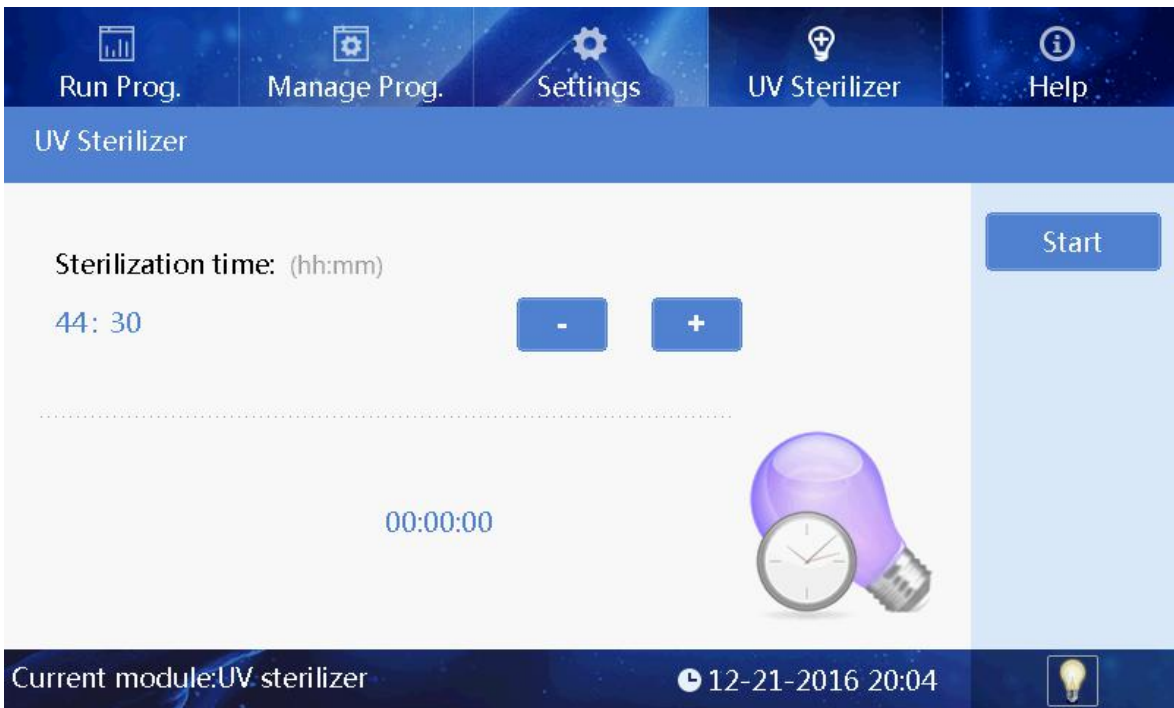 Run Prog. Manage Prog. Settings UV Sterilizer Help
UV Sterilizer
Start
Sterilization time: (hh:mm)
44: 30 - +
00:00:00
Current module:UV sterilizer 12-21-2016 20:04